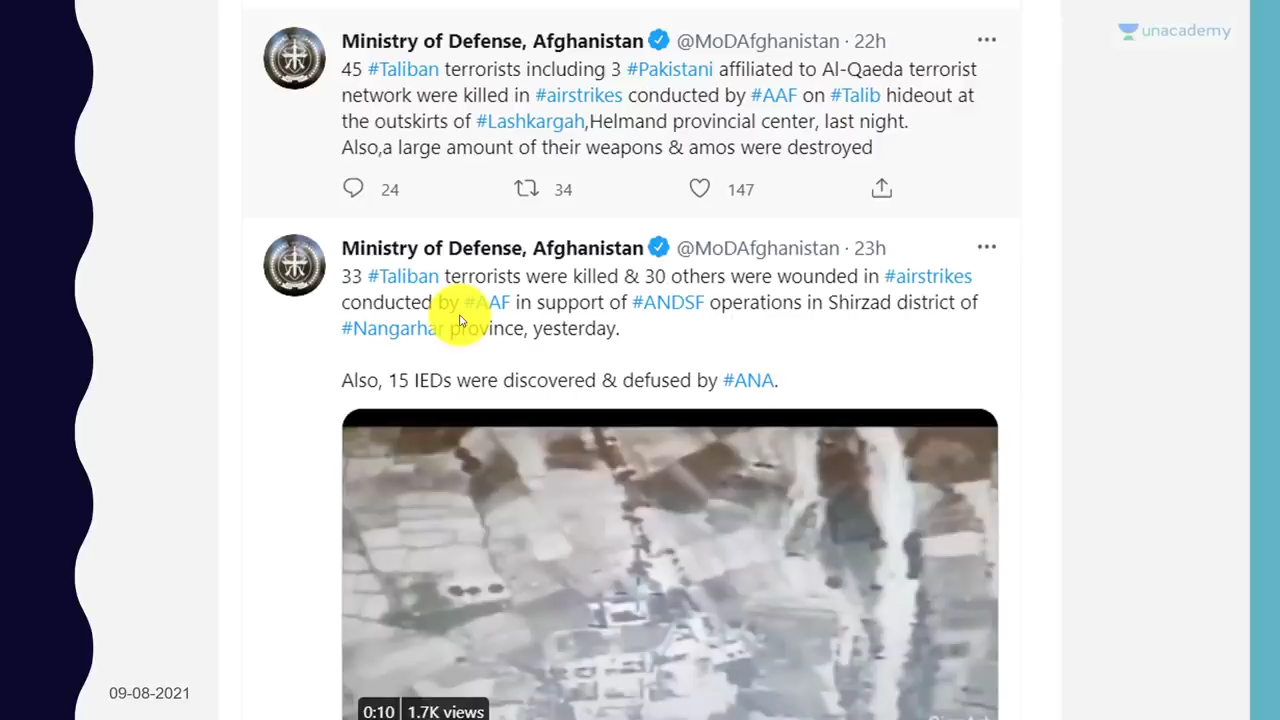 unacademy
Ministry of Defense, Afghanistan @MoDAfghanistan · 22h
45 #Taliban terrorists including 3 #Pakistani affiliated to Al-Qaeda terrorist
network were killed in #airstrikes conducted by #AAF on #Talib hideout at
the outskirts of #Lashkargah,Helmand provincial center, last night.
Also,a large amount of their weapons & amos were destroyed
24 34 147
Ministry of Defense, Afghanistan @MoDAfghanistan · 23h
33 #Taliban terrorists were killed & 30 others were wounded in #airstrikes
conducted by #AAF in support of #ANDSF operations in Shirzad district of
#Nangarhar province, yesterday.
Also, 15 IEDs were discovered & defused by #ANA.
0:10 1.7K views
09-08-2021